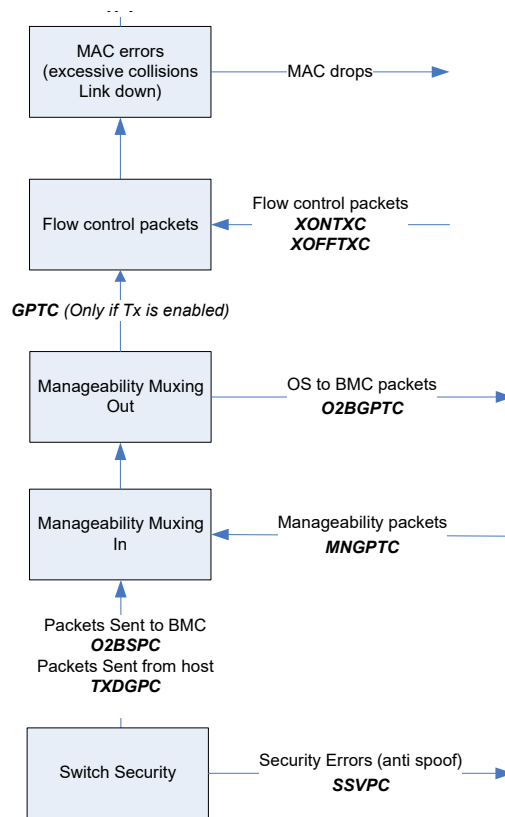 MAC errors
(excessive collisions
Link down)
MAC drops
Flow control packets
Flow control packets
XONTXC
XOFFTXC
GPTC (Only if Tx is enabled)
Manageability Muxing
Out
OS to BMC packets
O2BGPTC
Manageability Muxing
In
Manageability packets
MNGPTC
Packets Sent to BMC
O2BSPC
Packets Sent from host
TXDGPC
Switch Security
Security Errors (anti spoof)
SSVPC